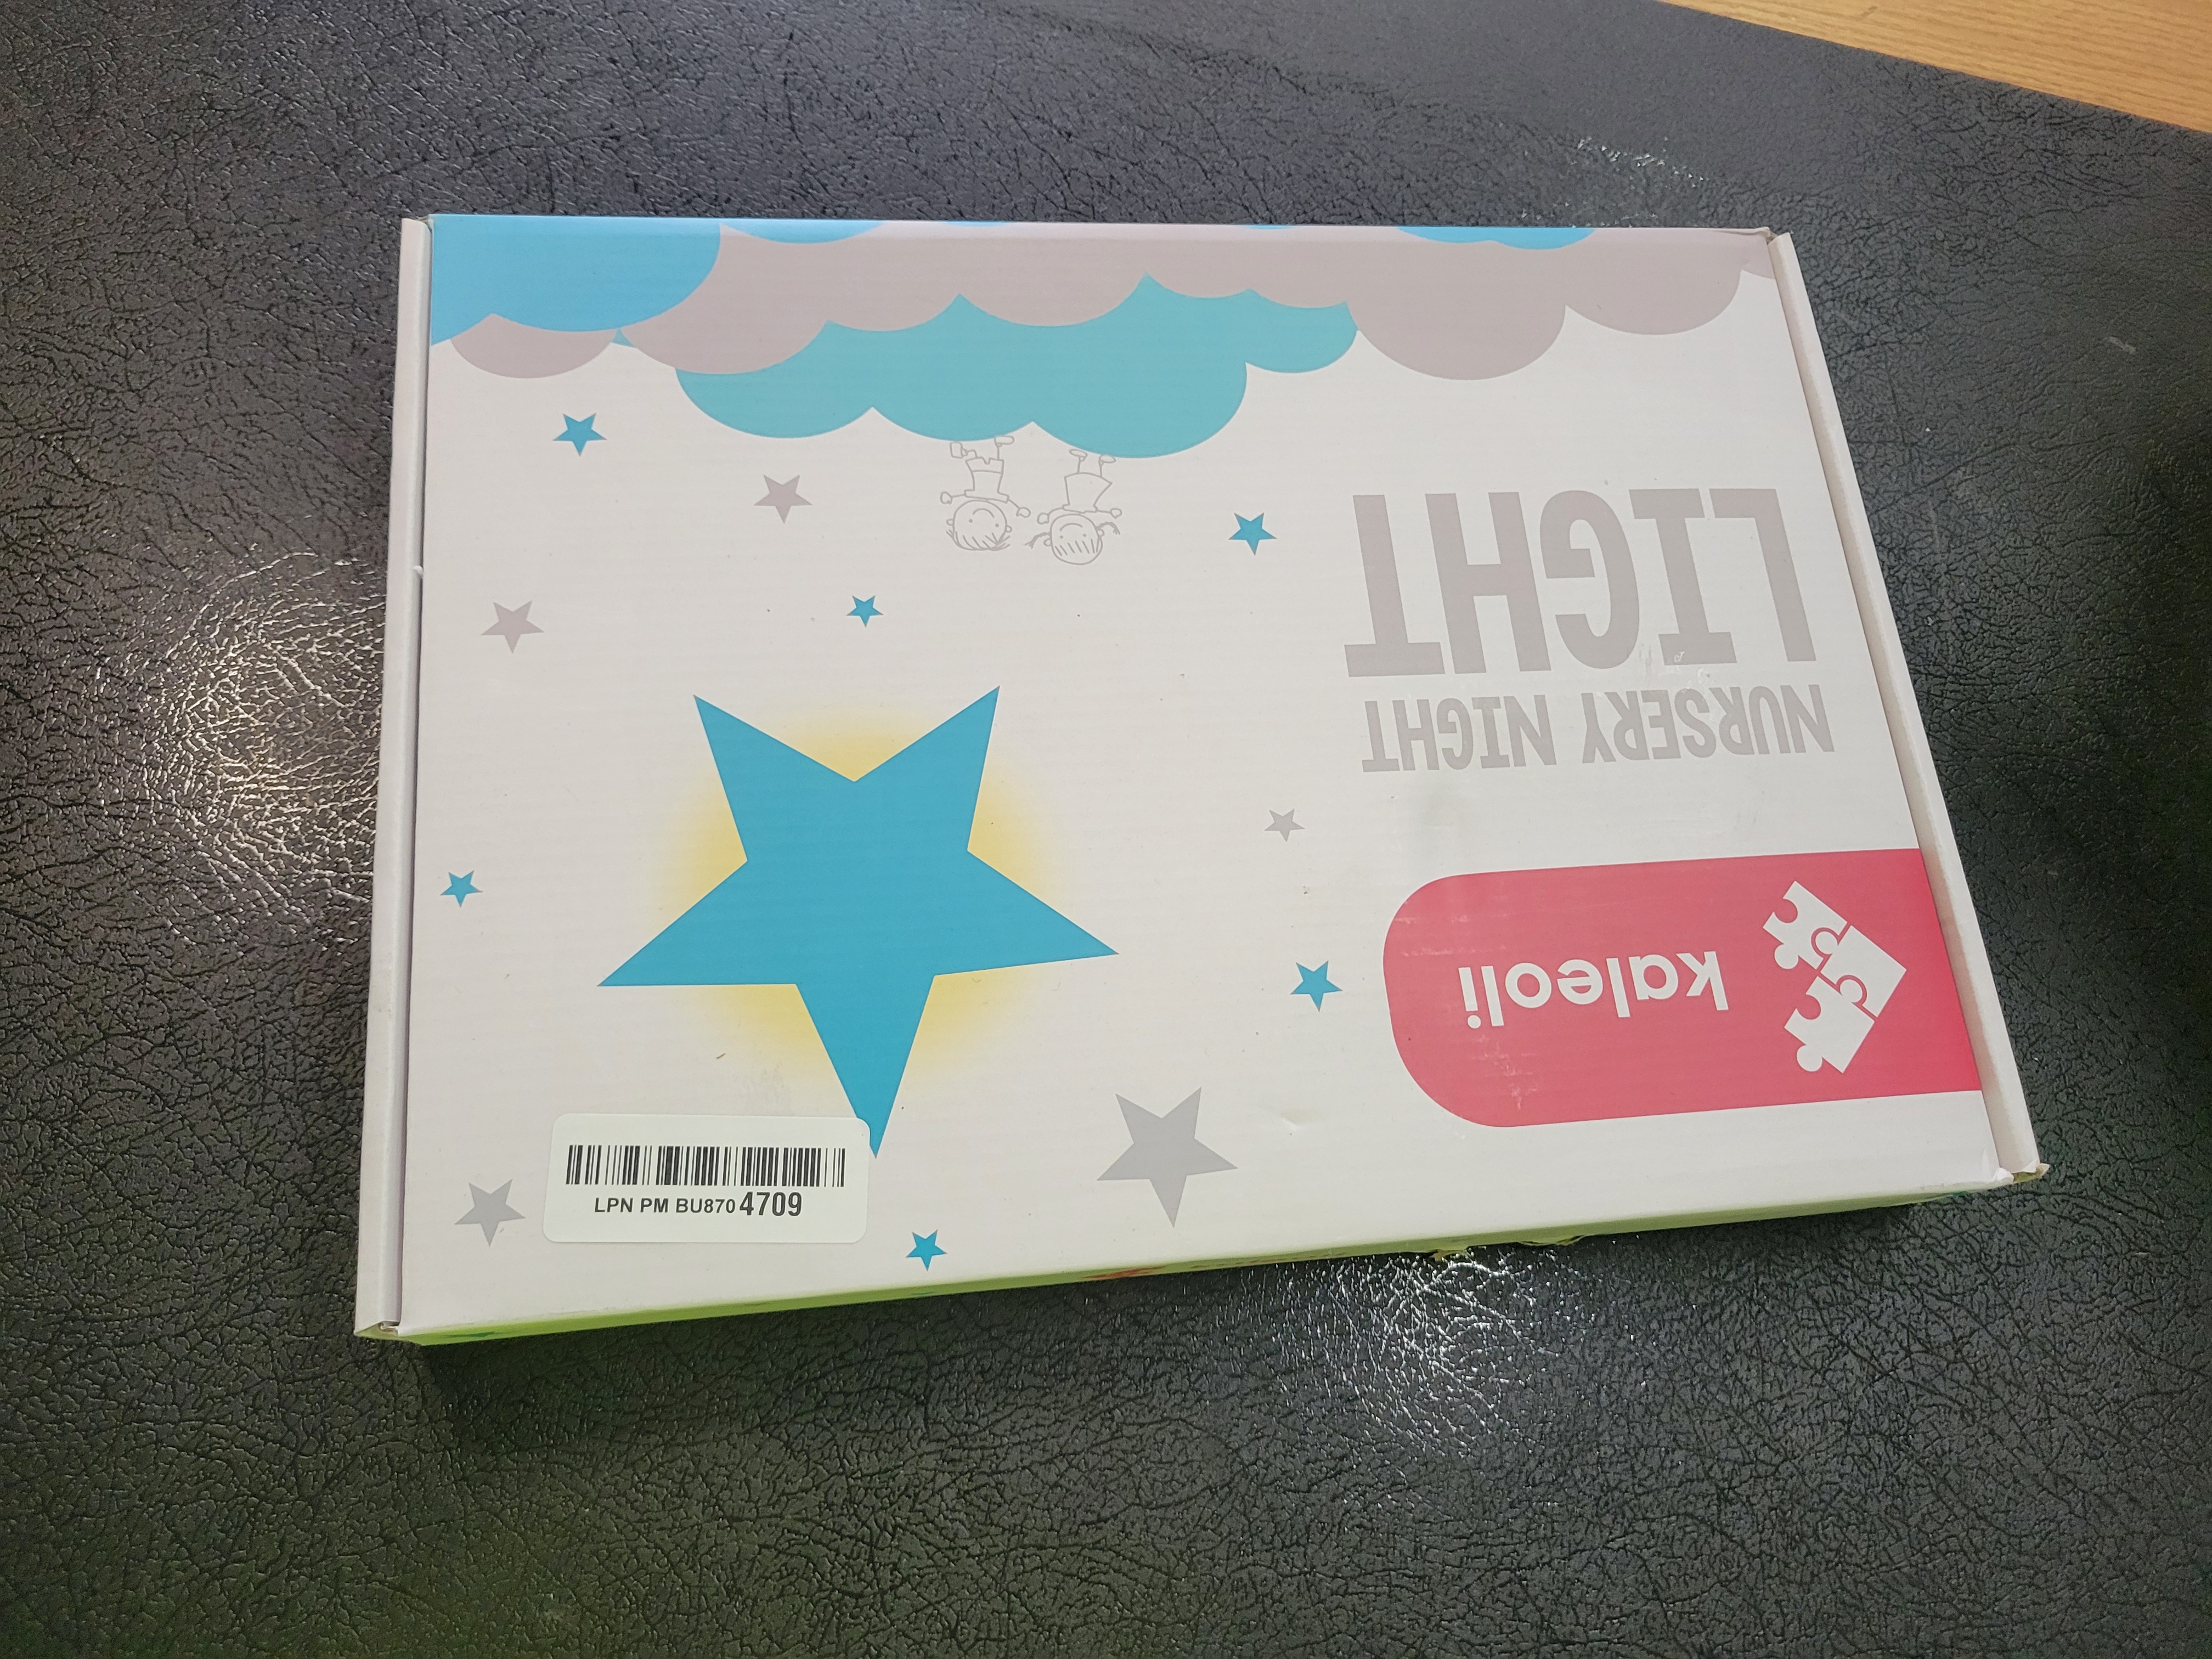 kaleoli
NURSERY NIGHT
LIGHT
LPN PM BU870 4709